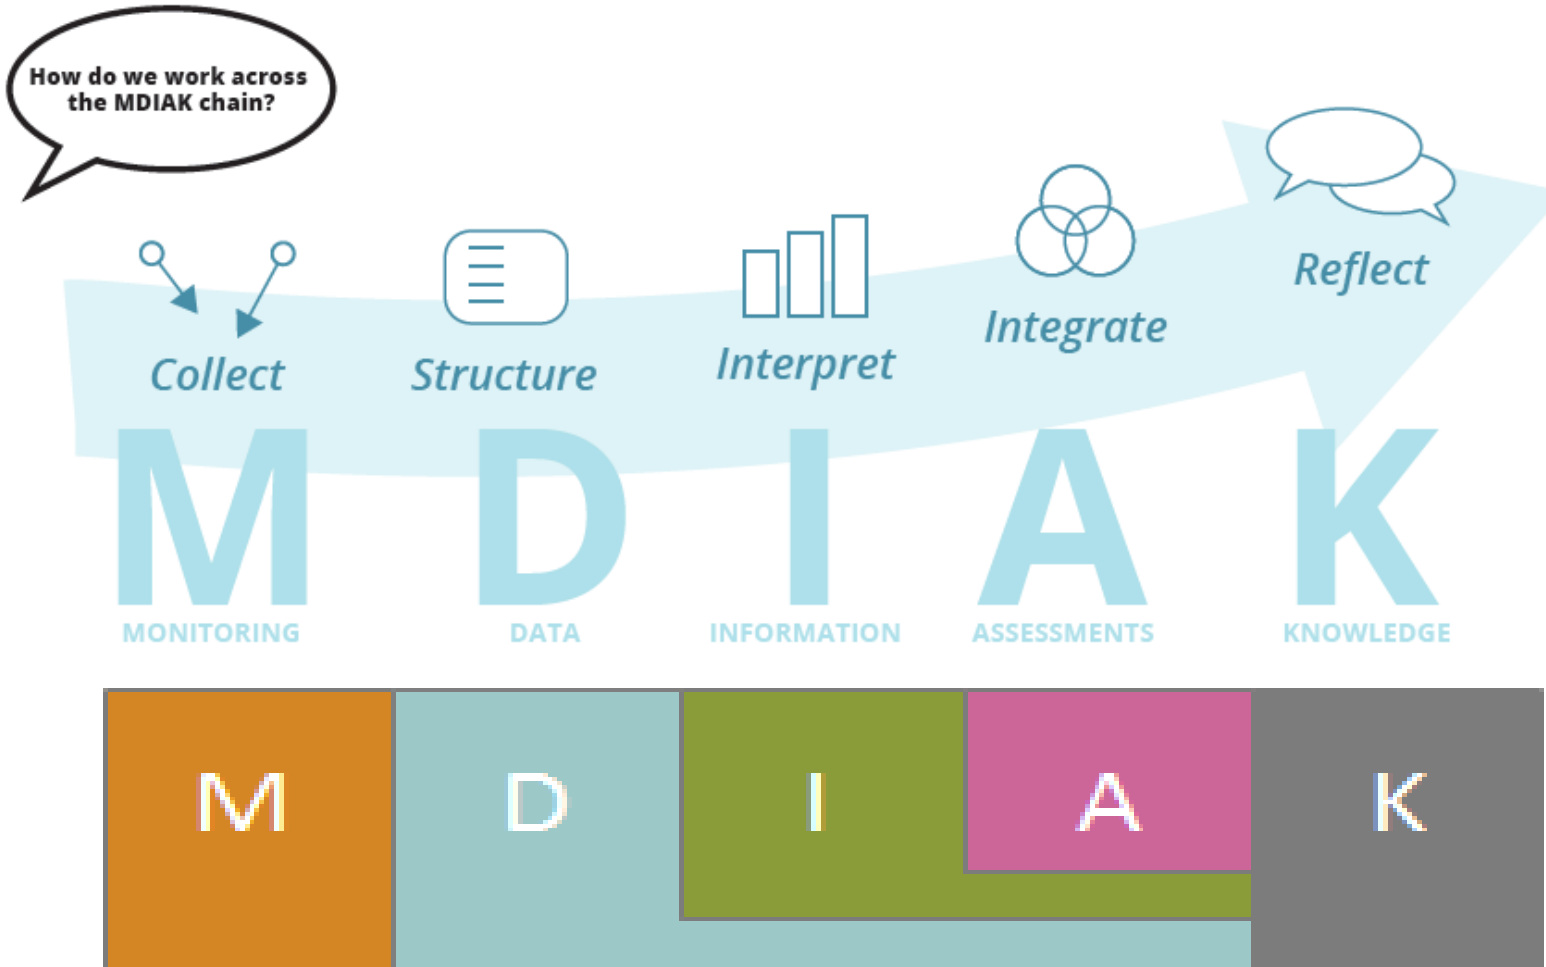 How do we work across
the MDIAK chain?
Collect
Structure
Interpret
Integrate
Reflect
M D I A K
MONITORING DATA INFORMATION ASSESSMENTS KNOWLEDGE
M D I A K